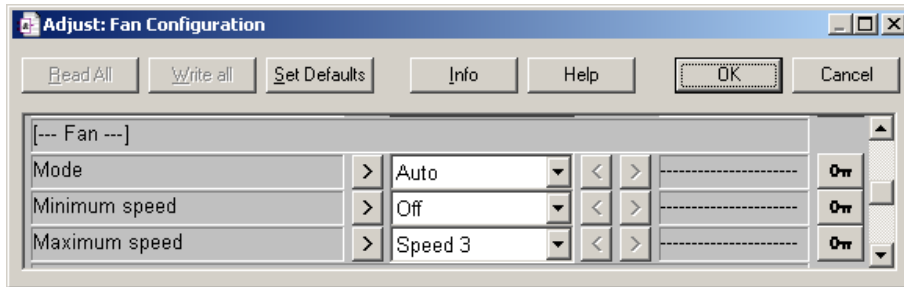 Adjust: Fan Configuration
Read All Write all Set Defaults Info Help OK Cancel
[--- Fan ---]
Mode > Auto < > ----------------------
Minimum speed > Off < > ----------------------
Maximum speed > Speed 3 < > ----------------------